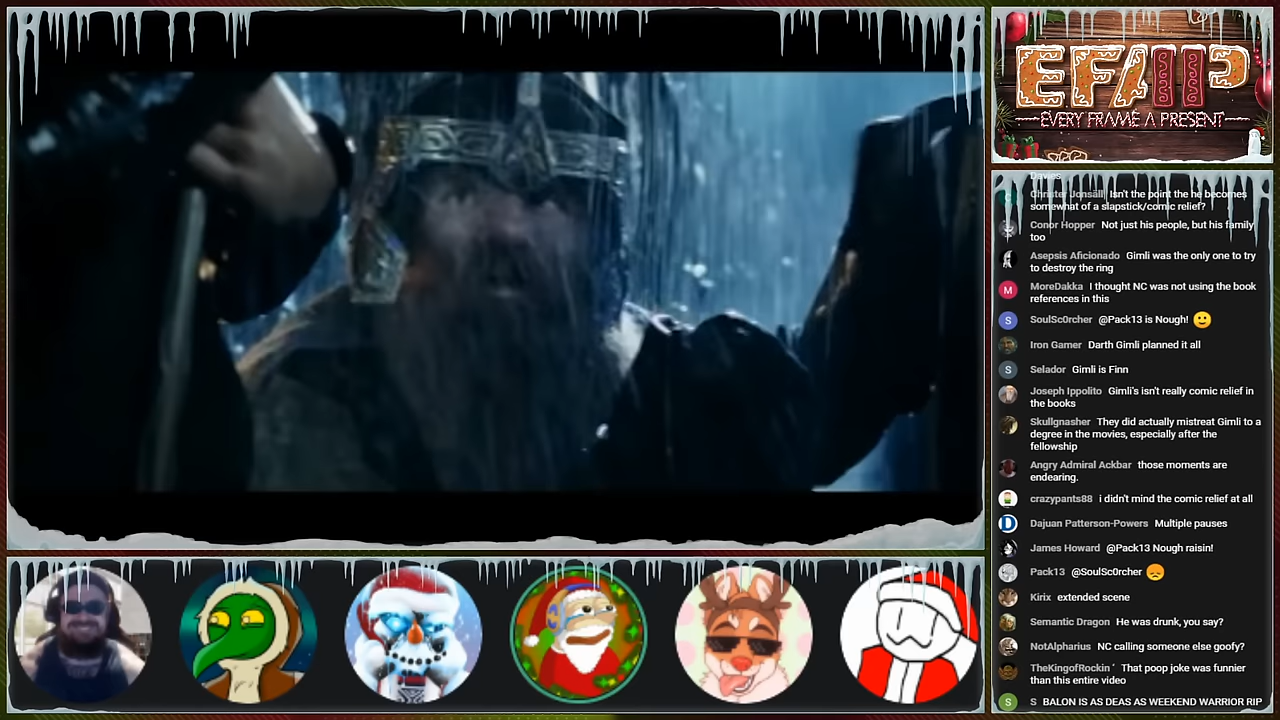 EFAP
EVERY FRAME A PRESENT
Davies
Christer Jonsäll Isn't the point the he becomes
somewhat of a slapstick/comic relief?
Conor Hopper Not just his people, but his family
too
Asepsis Aficionado Gimli was the only one to try
to destroy the ring
M MoreDakka I thought NC was not using the book
references in this
S SoulSc0rcher @Pack13 is Nough! 🙂
Iron Gamer Darth Gimli planned it all
S Selador Gimli is Finn
Joseph Ippolito Gimli's isn't really comic relief in
the books
Skullgnasher They did actually mistreat Gimli to a
degree in the movies, especially after the
fellowship
Angry Admiral Ackbar those moments are
endearing.
crazypants88 i didn't mind the comic relief at all
D Dajuan Patterson-Powers Multiple pauses
James Howard @Pack13 Nough raisin!
Pack13 @SoulSc0rcher 😞
Kirix extended scene
Semantic Dragon He was drunk, you say?
NotAlpharius NC calling someone else goofy?
TheKingofRockin ' That poop joke was funnier
than this entire video
S S BALON IS AS DEAS AS WEEKEND WARRIOR RIP